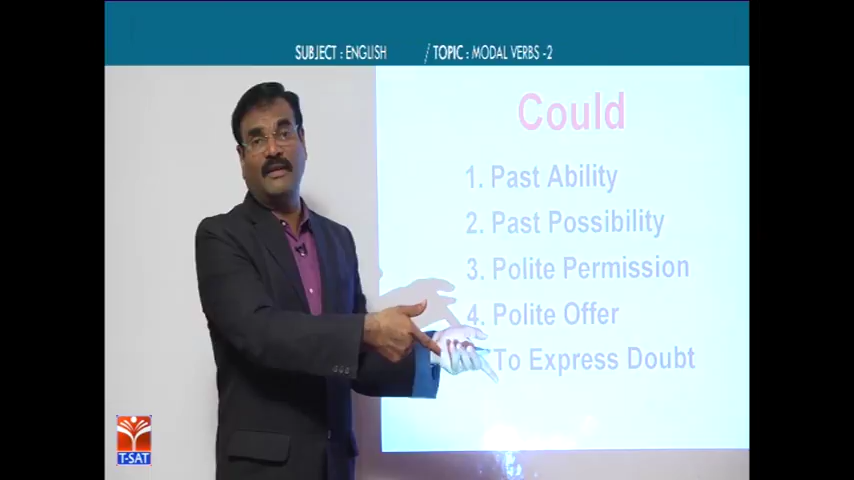 SUBJECT : ENGLISH / TOPIC : MODAL VERBS -2
Could
1. Past Ability
2. Past Possibility
3. Polite Permission
4. Polite Offer
To Express Doubt
T-SAT